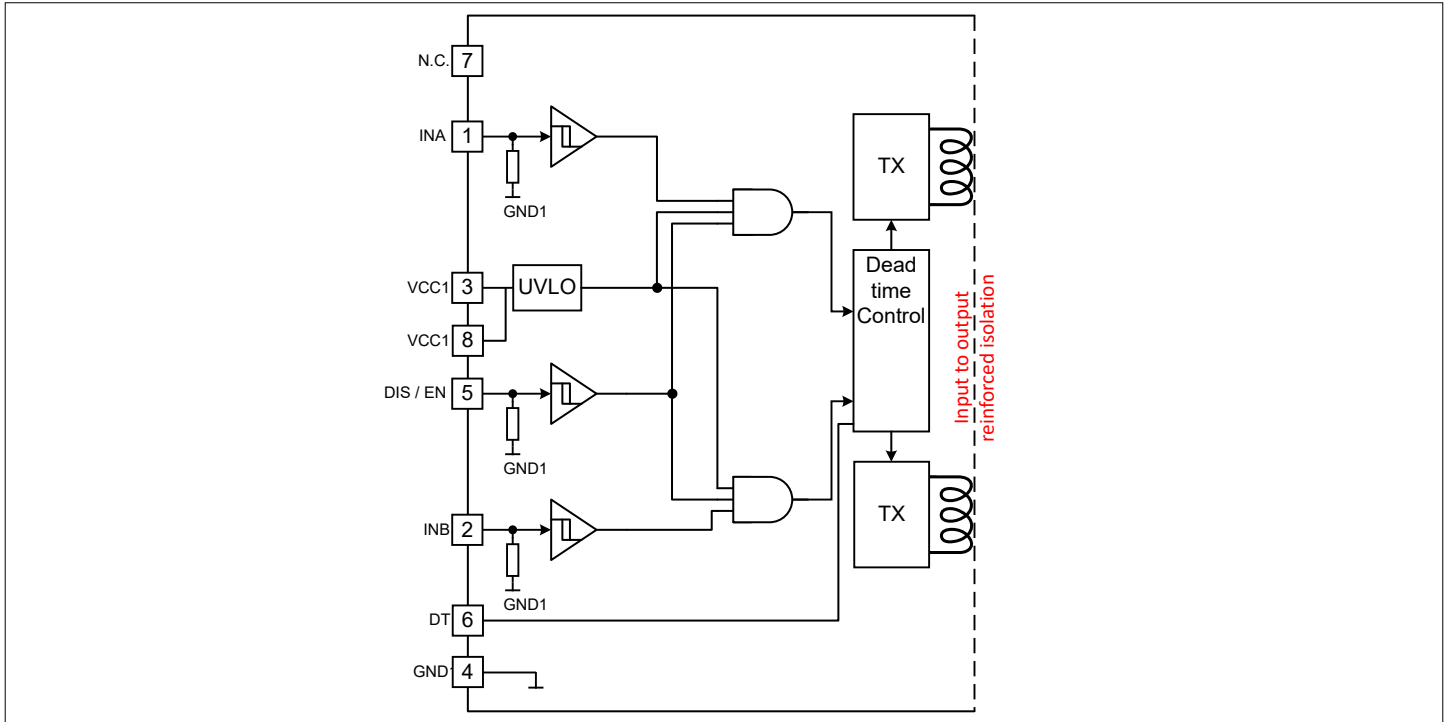 N.C. 7
INA 1
GND1
VCC1 3
UVLO
VCC1 8
DIS / EN 5
GND1
INB 2
GND1
DT 6
GND1 4
TX
Dead
time
Control
TX
Input to output
reinforced isolation